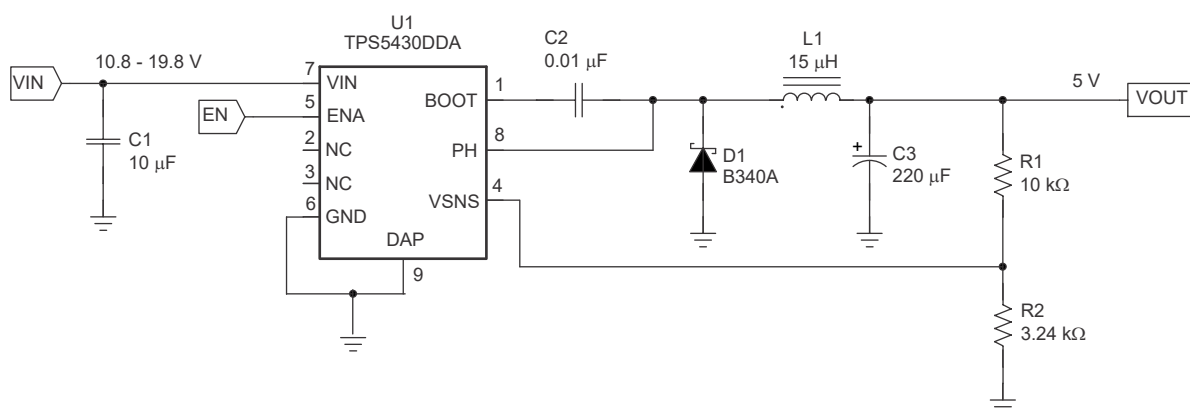 U1
TPS5430DDA
C2
0.01 μF
L1
15 μH
10.8 - 19.8 V
5 V
VIN
7
VIN
1
BOOT
VOUT
EN
5
ENA
C1
10 μF
2
NC
8
PH
D1
B340A
+
C3
220 μF
R1
10 kΩ
3
NC
4
VSNS
6
GND
DAP
9
R2
3.24 kΩ